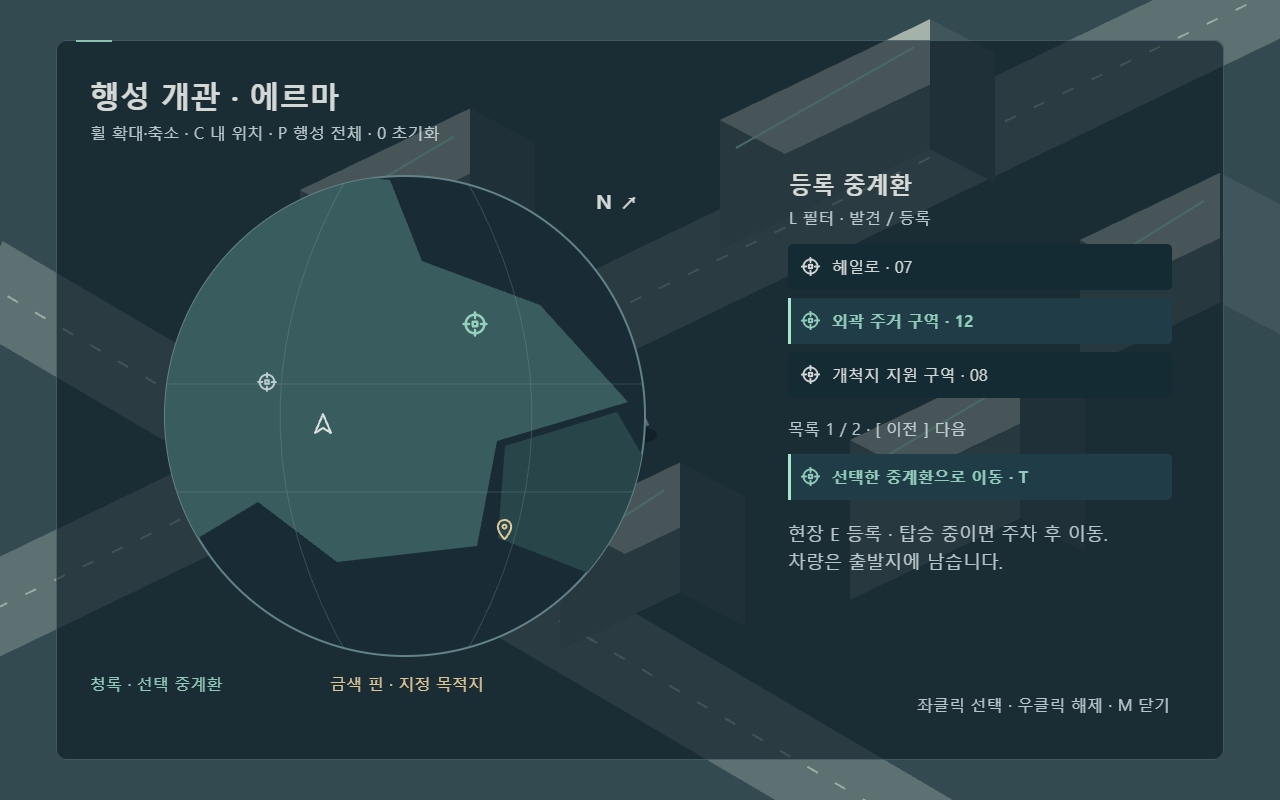 행성 개관 · 에르마
휠 확대·축소 · C 내 위치 · P 행성 전체 · 0 초기화
N ↗
등록 중계환
L 필터 · 발견 / 등록
헤일로 · 07
외곽 주거 구역 · 12
개척지 지원 구역 · 08
목록 1 / 2 · [ 이전 ] 다음
선택한 중계환으로 이동 · T
현장 E 등록 · 탑승 중이면 주차 후 이동.
차량은 출발지에 남습니다.
청록 · 선택 중계환
금색 핀 · 지정 목적지
좌클릭 선택 · 우클릭 해제 · M 닫기